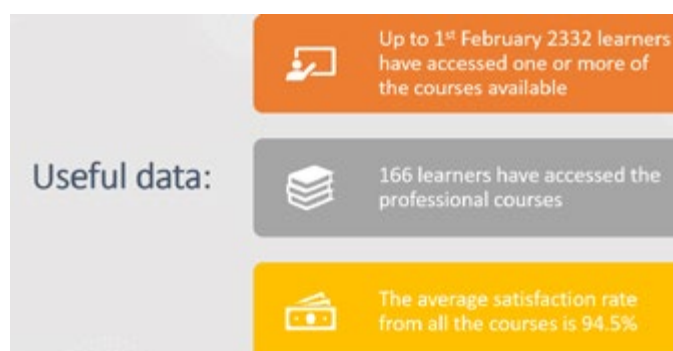 Up to 1st February 2332 learners
have accessed one or more of
the courses available
Useful data:
166 learners have accessed the
professional courses
The average satisfaction rate
from all the courses is 94.5%